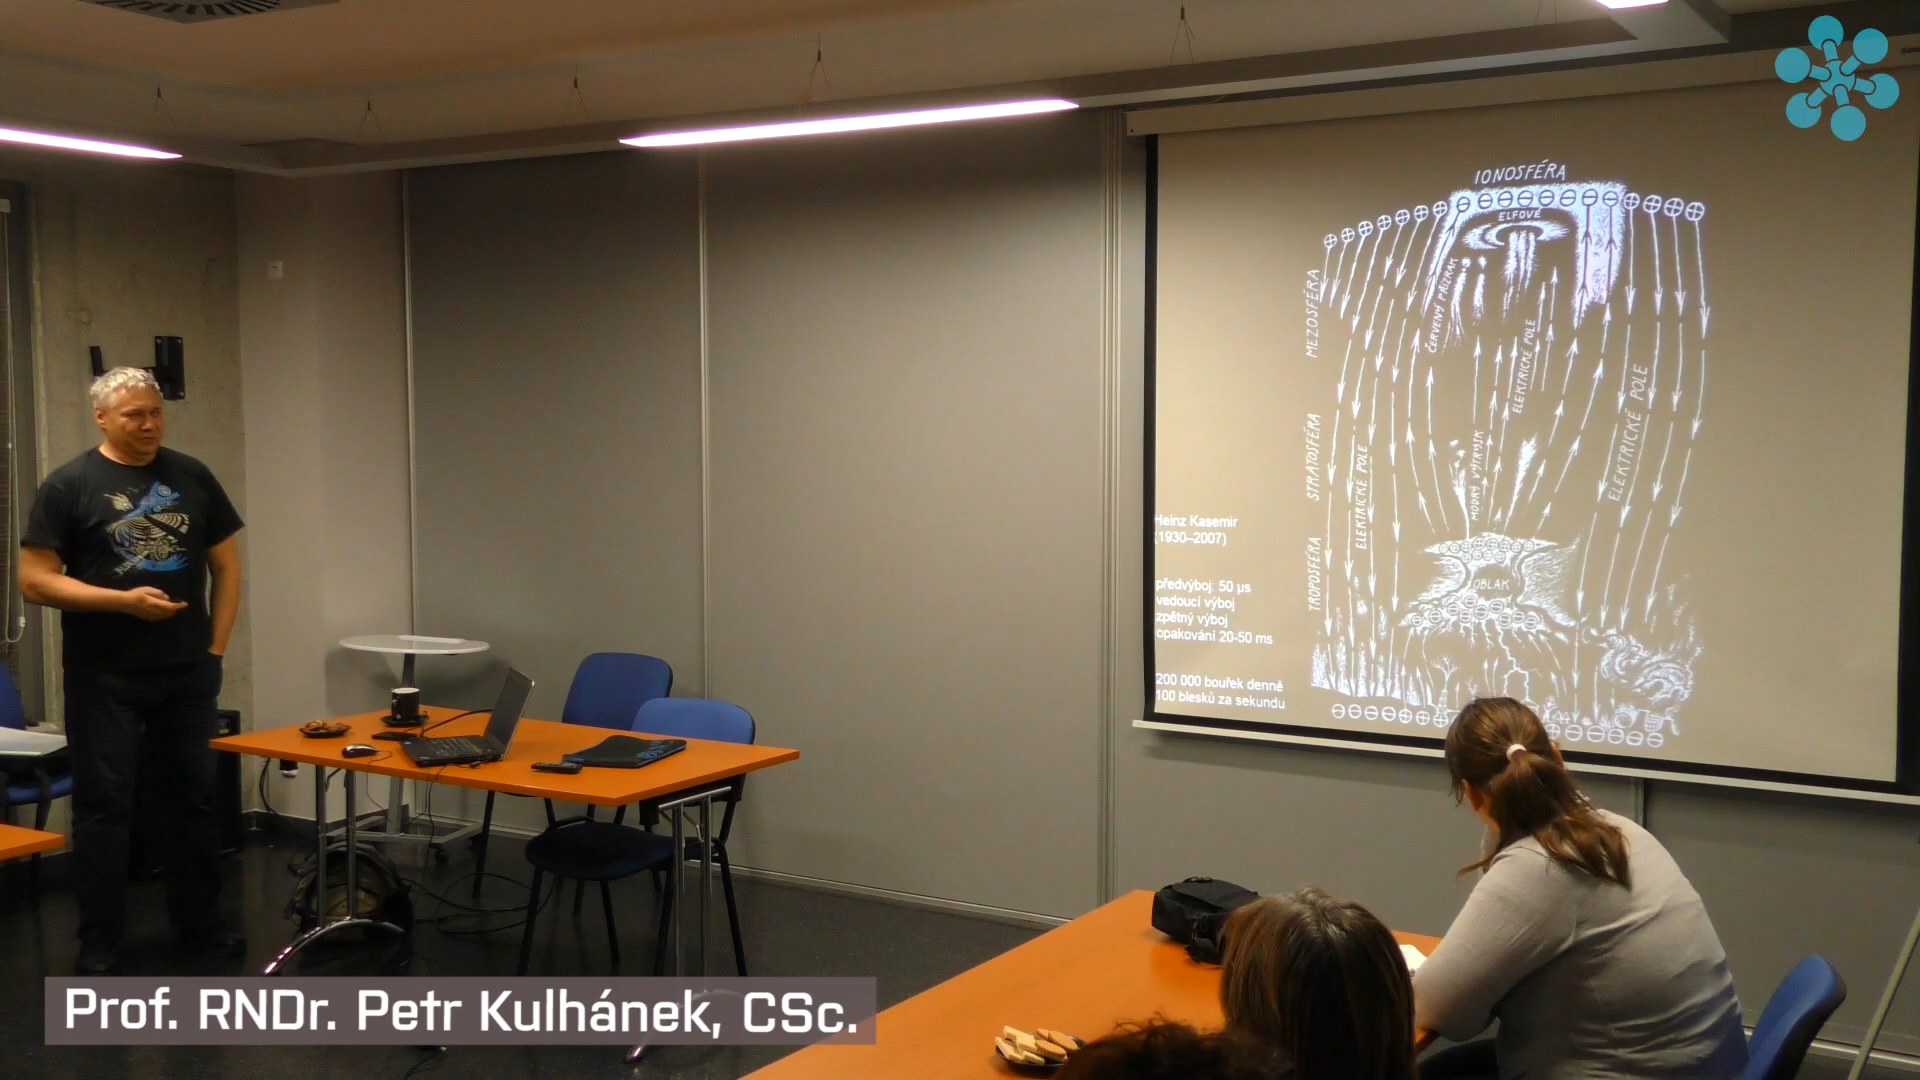 IONOSFÉRA
ELFOVÉ
MEZOSFÉRA
ČERVENÝ PŘÍZRAK
ELEKTRICKÉ POLE
STRATOSFÉRA
ELEKTRICKÉ POLE
MODRÝ VÝTRYSK
ELEKTRICKÉ POLE
TROPOSFÉRA
OBLAK
Heinz Kasemir
(1930–2007)
předvýboj: 50 µs
vedoucí výboj
zpětný výboj
opakování 20-50 ms
200 000 bouřek denně
100 blesků za sekundu
Prof. RNDr. Petr Kulhánek, CSc.